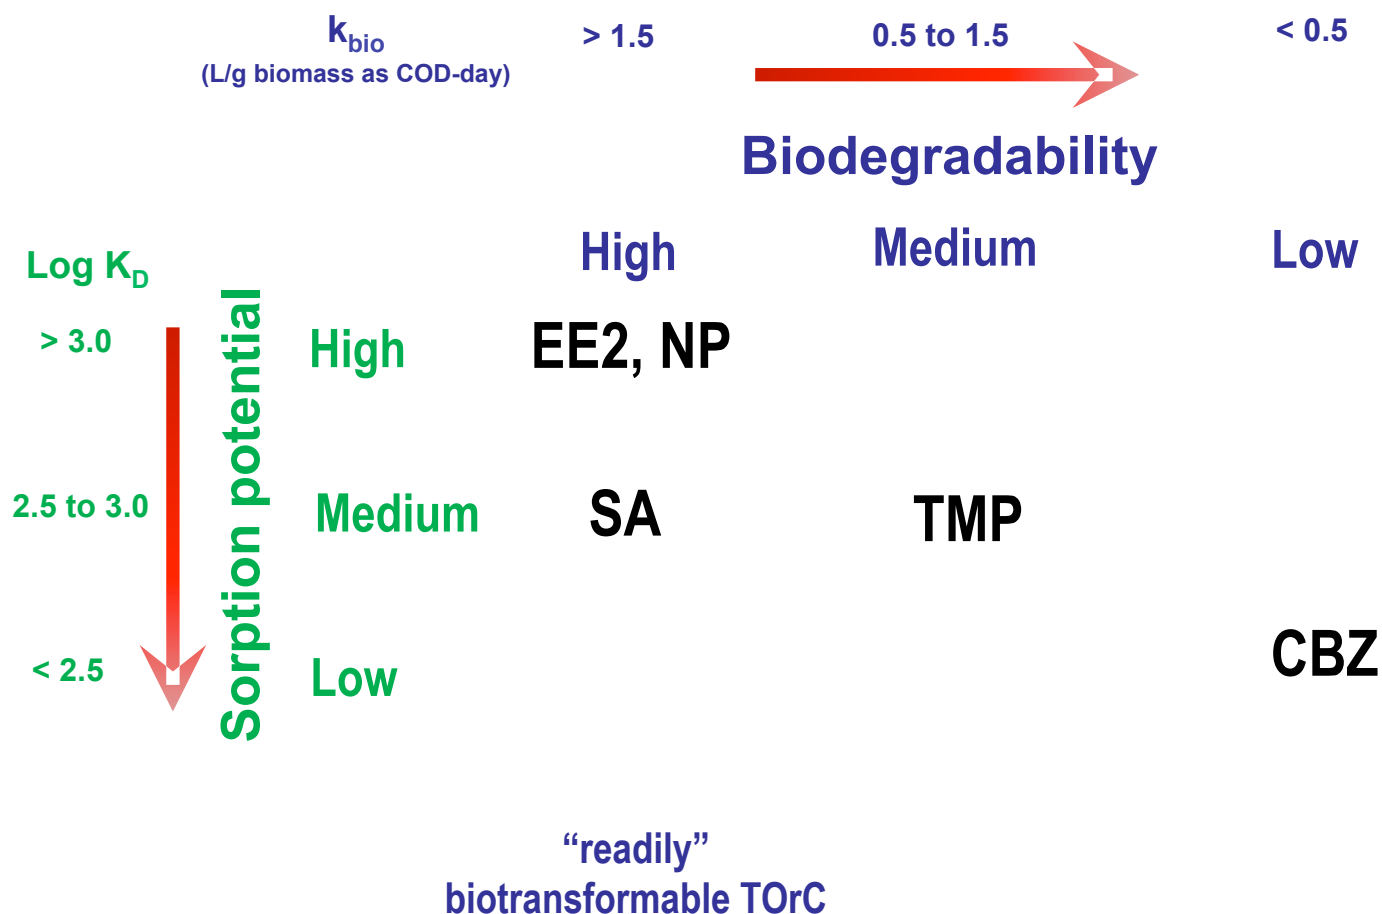 k_bio > 1.5 0.5 to 1.5 < 0.5
(L/g biomass as COD-day)
Biodegradability
High Medium Low
Log K_D
Sorption potential
> 3.0 High EE2, NP
2.5 to 3.0 Medium SA TMP
< 2.5 Low CBZ
“readily”
biotransformable TOrC